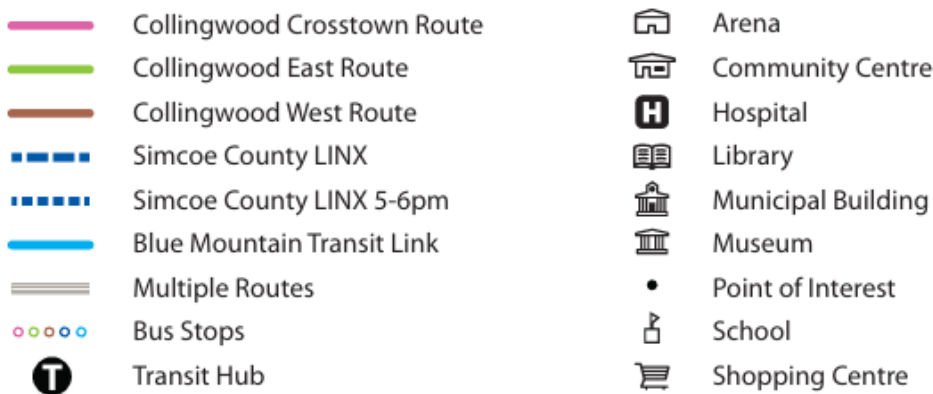 Collingwood Crosstown Route
Collingwood East Route
Collingwood West Route
Simcoe County LINX
Simcoe County LINX 5-6pm
Blue Mountain Transit Link
Multiple Routes
Bus Stops
T Transit Hub
Arena
Community Centre
H Hospital
Library
Municipal Building
Museum
Point of Interest
School
Shopping Centre